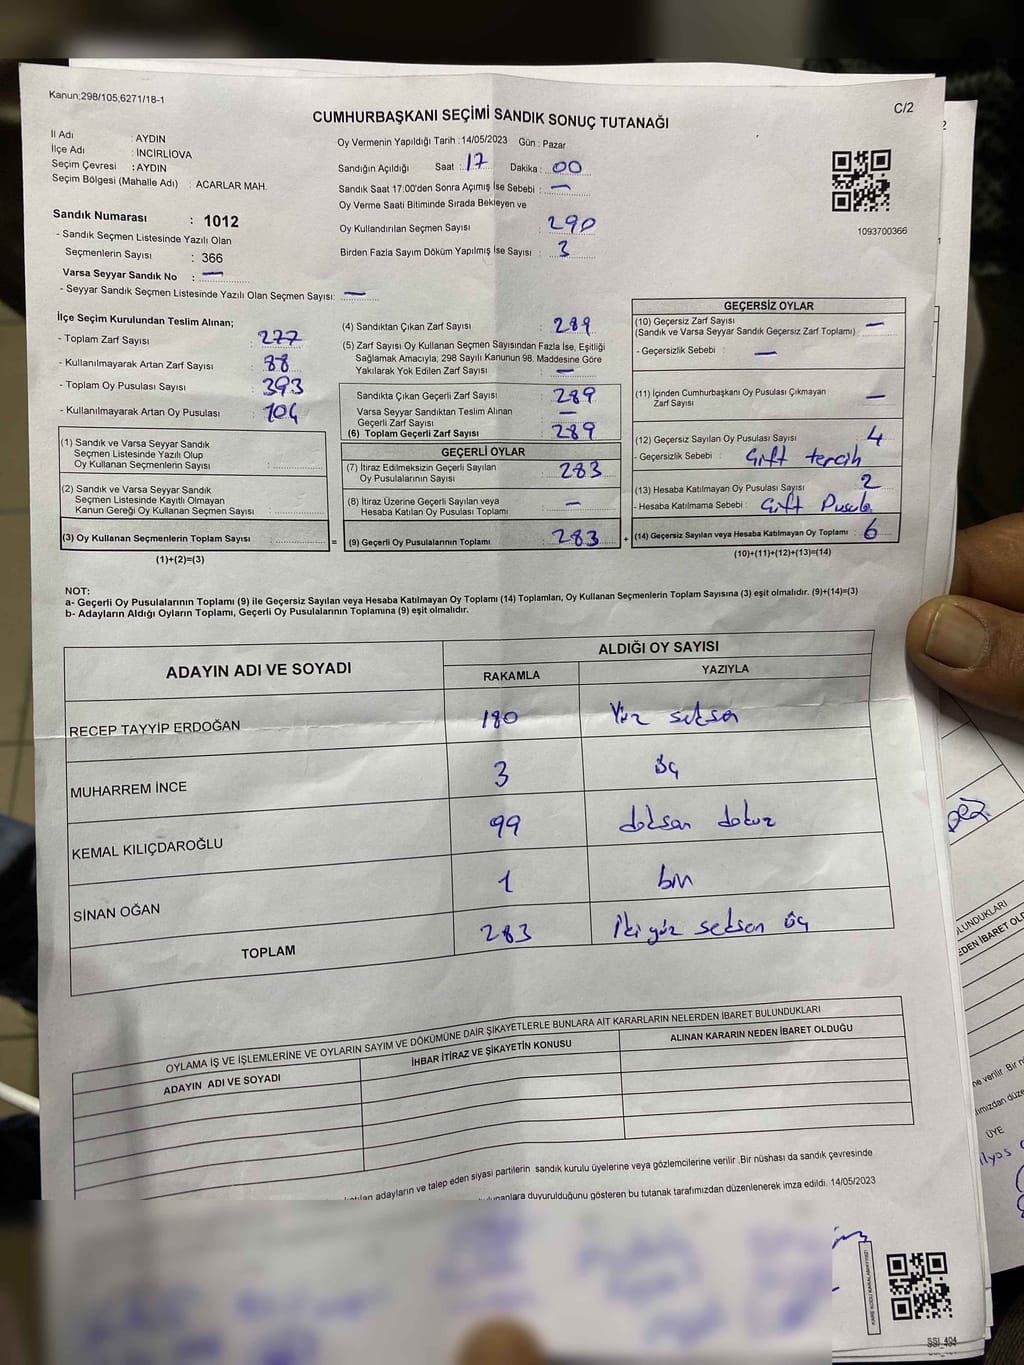 Kanun;298/105;6271/18-1
C/2
CUMHURBAŞKANI SEÇİMİ SANDIK SONUÇ TUTANAĞI
İl Adı : AYDIN
İlçe Adı : İNCİRLİOVA
Seçim Çevresi : AYDIN
Seçim Bölgesi (Mahalle Adı) : ACARLAR MAH.
Sandık Numarası : 1012
- Sandık Seçmen Listesinde Yazılı Olan
Seçmenlerin Sayısı : 366
Varsa Seyyar Sandık No : —
- Seyyar Sandık Seçmen Listesinde Yazılı Olan Seçmen Sayısı: —
Oy Vermenin Yapıldığı Tarih : 14/05/2023 Gün : Pazar
Sandığın Açıldığı Saat : 17 Dakika : 00
Sandık Saat 17:00'den Sonra Açımış İse Sebebi : —
Oy Verme Saati Bitiminde Sırada Bekleyen ve
Oy Kullandırılan Seçmen Sayısı : 290
Birden Fazla Sayım Döküm Yapılmış İse Sayısı : 3
1093700366
İlçe Seçim Kurulundan Teslim Alınan;
- Toplam Zarf Sayısı : 277
- Kullanılmayarak Artan Zarf Sayısı : 88
- Toplam Oy Pusulası Sayısı : 393
- Kullanılmayarak Artan Oy Pusulası : 104
(1) Sandık ve Varsa Seyyar Sandık
Seçmen Listesinde Yazılı Olup
Oy Kullanan Seçmenlerin Sayısı :
(2) Sandık ve Varsa Seyyar Sandık
Seçmen Listesinde Kayıtlı Olmayan
Kanun Gereği Oy Kullanan Seçmen Sayısı :
(3) Oy Kullanan Seçmenlerin Toplam Sayısı : =
(1)+(2)=(3)
(4) Sandıktan Çıkan Zarf Sayısı : 289
(5) Zarf Sayısı Oy Kullanan Seçmen Sayısından Fazla İse, Eşitliği
Sağlamak Amacıyla; 298 Sayılı Kanunun 98. Maddesine Göre
Yakılarak Yok Edilen Zarf Sayısı : —
Sandıkta Çıkan Geçerli Zarf Sayısı : 289
Varsa Seyyar Sandıktan Teslim Alınan
Geçerli Zarf Sayısı : —
(6) Toplam Geçerli Zarf Sayısı : 289
GEÇERLİ OYLAR
(7) İtiraz Edilmeksizin Geçerli Sayılan
Oy Pusulalarının Sayısı : 283
(8) İtiraz Üzerine Geçerli Sayılan veya
Hesaba Katılan Oy Pusulası Toplamı : —
(9) Geçerli Oy Pusulalarının Toplamı : 283 +
GEÇERSİZ OYLAR
(10) Geçersiz Zarf Sayısı : —
(Sandık ve Varsa Seyyar Sandık Geçersiz Zarf Toplamı)
- Geçersizlik Sebebi : —
(11) İçinden Cumhurbaşkanı Oy Pusulası Çıkmayan
Zarf Sayısı : —
(12) Geçersiz Sayılan Oy Pusulası Sayısı : 4
- Geçersizlik Sebebi : Çift tercih
(13) Hesaba Katılmayan Oy Pusulası Sayısı : 2
- Hesaba Katılmama Sebebi : Çift Pusula
(14) Geçersiz Sayılan veya Hesaba Katılmayan Oy Toplamı : 6
(10)+(11)+(12)+(13)=(14)
NOT:
a- Geçerli Oy Pusulalarının Toplamı (9) ile Geçersiz Sayılan veya Hesaba Katılmayan Oy Toplamı (14) Toplamları, Oy Kullanan Seçmenlerin Toplam Sayısına (3) eşit olmalıdır. (9)+(14)=(3)
b- Adayların Aldığı Oyların Toplamı, Geçerli Oy Pusulalarının Toplamına (9) eşit olmalıdır.
ADAYIN ADI VE SOYADI
ALDIĞI OY SAYISI
RAKAMLA YAZIYLA
RECEP TAYYİP ERDOĞAN 180 Yüz seksen
MUHARREM İNCE 3 Üç
KEMAL KILIÇDAROĞLU 99 doksan dokuz
SİNAN OĞAN 1 bir
TOPLAM 283 İki yüz seksen üç
OYLAMA İŞ VE İŞLEMLERİNE VE OYLARIN SAYIM VE DÖKÜMÜNE DAİR ŞİKAYETLERLE BUNLARA AİT KARARLARIN NELERDEN İBARET BULUNDUKLARI
ADAYIN ADI VE SOYADI İHBAR İTİRAZ VE ŞİKAYETİN KONUSU ALINAN KARARIN NEDEN İBARET OLDUĞU
adayların ve talep eden siyasi partilerin sandık kurulu üyelerine veya gözlemcilerine verilir .Bir nüshası da sandık çevresinde
duyurulduğunu gösteren bu tutanak tarafımızdan düzenlenerek imza edildi. 14/05/2023
SSI_404
ÜYE